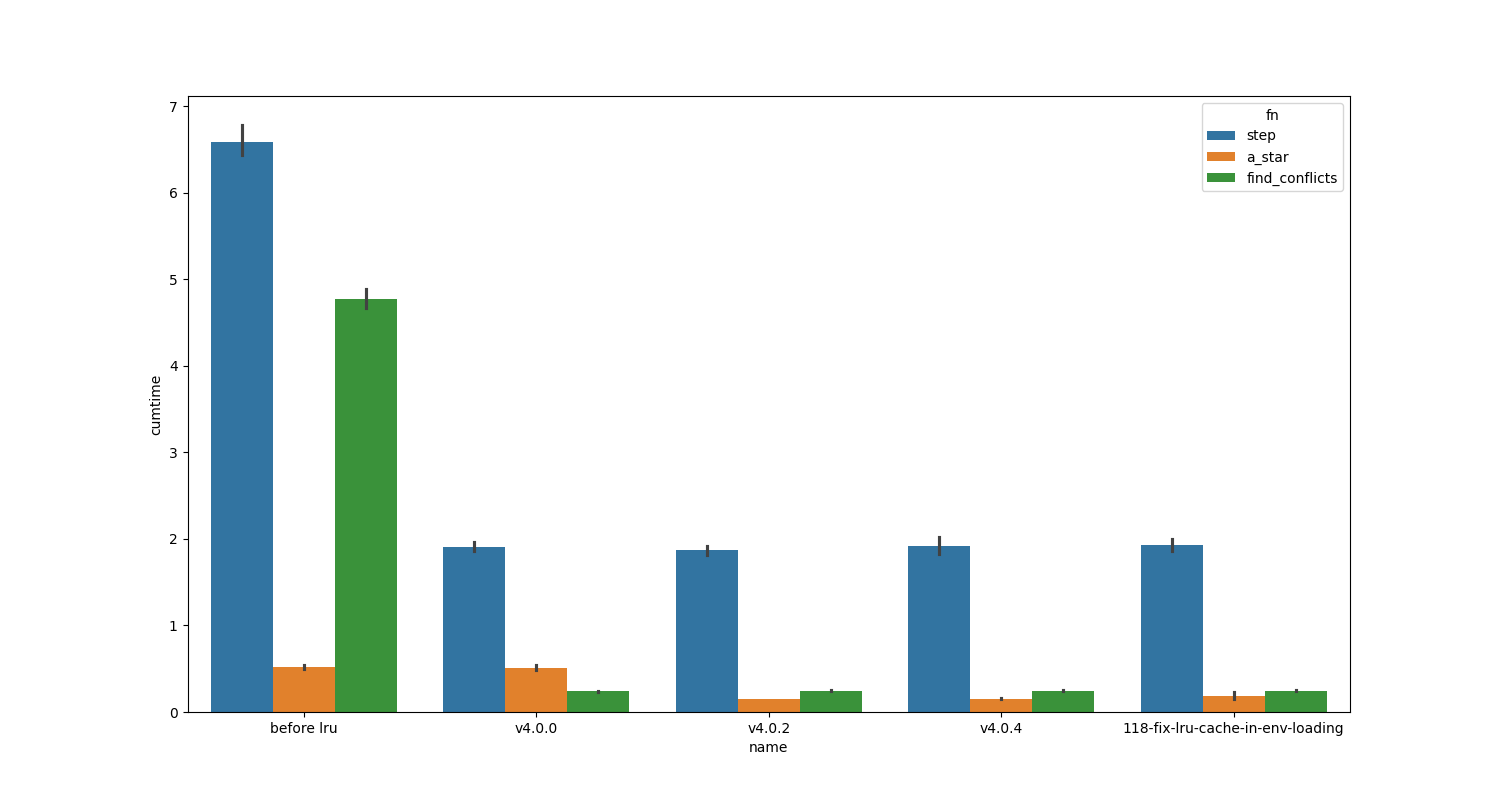 fn
step
a_star
find_conflicts
cumtime
7
6
5
4
3
2
1
0
before lru
v4.0.0
v4.0.2
v4.0.4
118-fix-lru-cache-in-env-loading
name